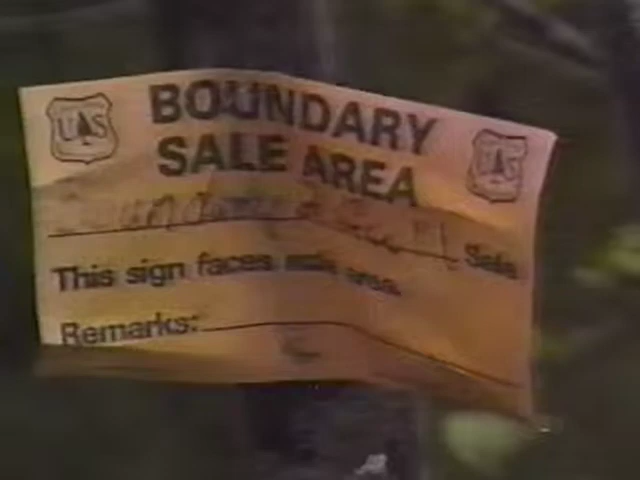 BOUNDARY
U S
SALE AREA
U S
Sale
This sign faces sale area.
Remarks: